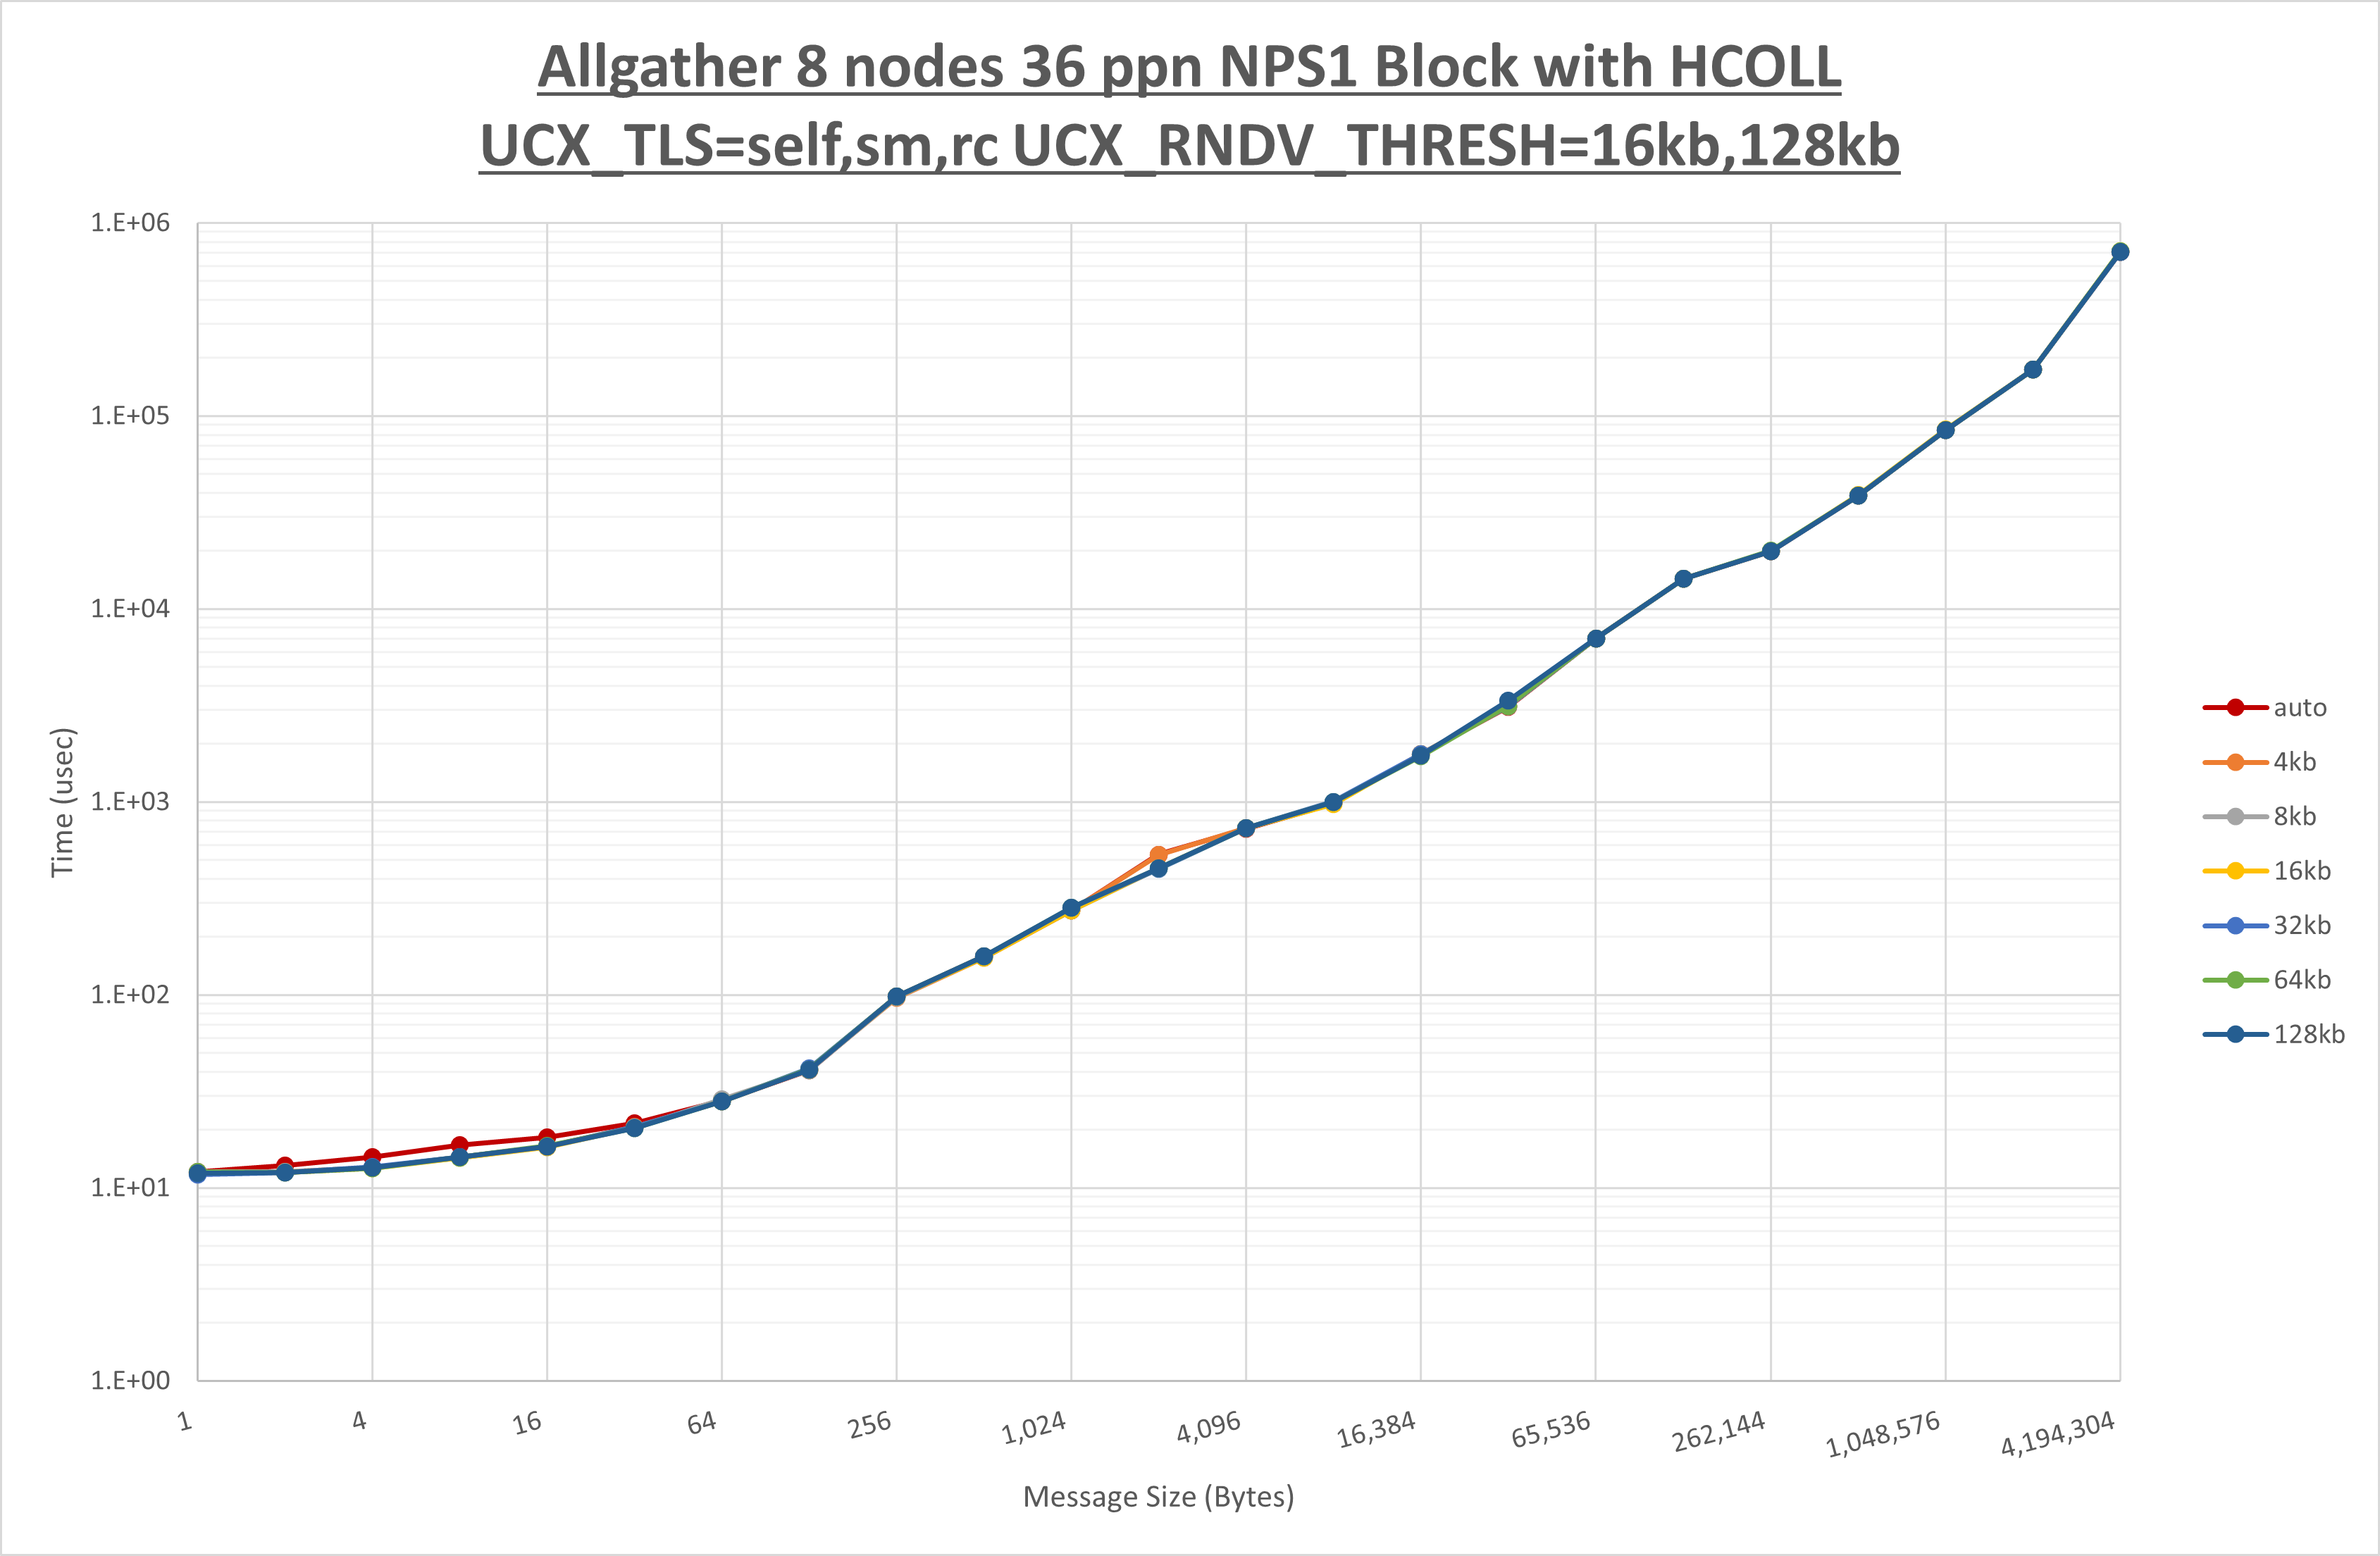 Allgather 8 nodes 36 ppn NPS1 Block with HCOLL
UCX_TLS=self,sm,rc UCX_RNDV_THRESH=16kb,128kb
1.E+06
1.E+05
1.E+04
1.E+03
1.E+02
1.E+01
1.E+00
Time (usec)
1
4
16
64
256
1,024
4,096
16,384
65,536
262,144
1,048,576
4,194,304
Message Size (Bytes)
auto
4kb
8kb
16kb
32kb
64kb
128kb